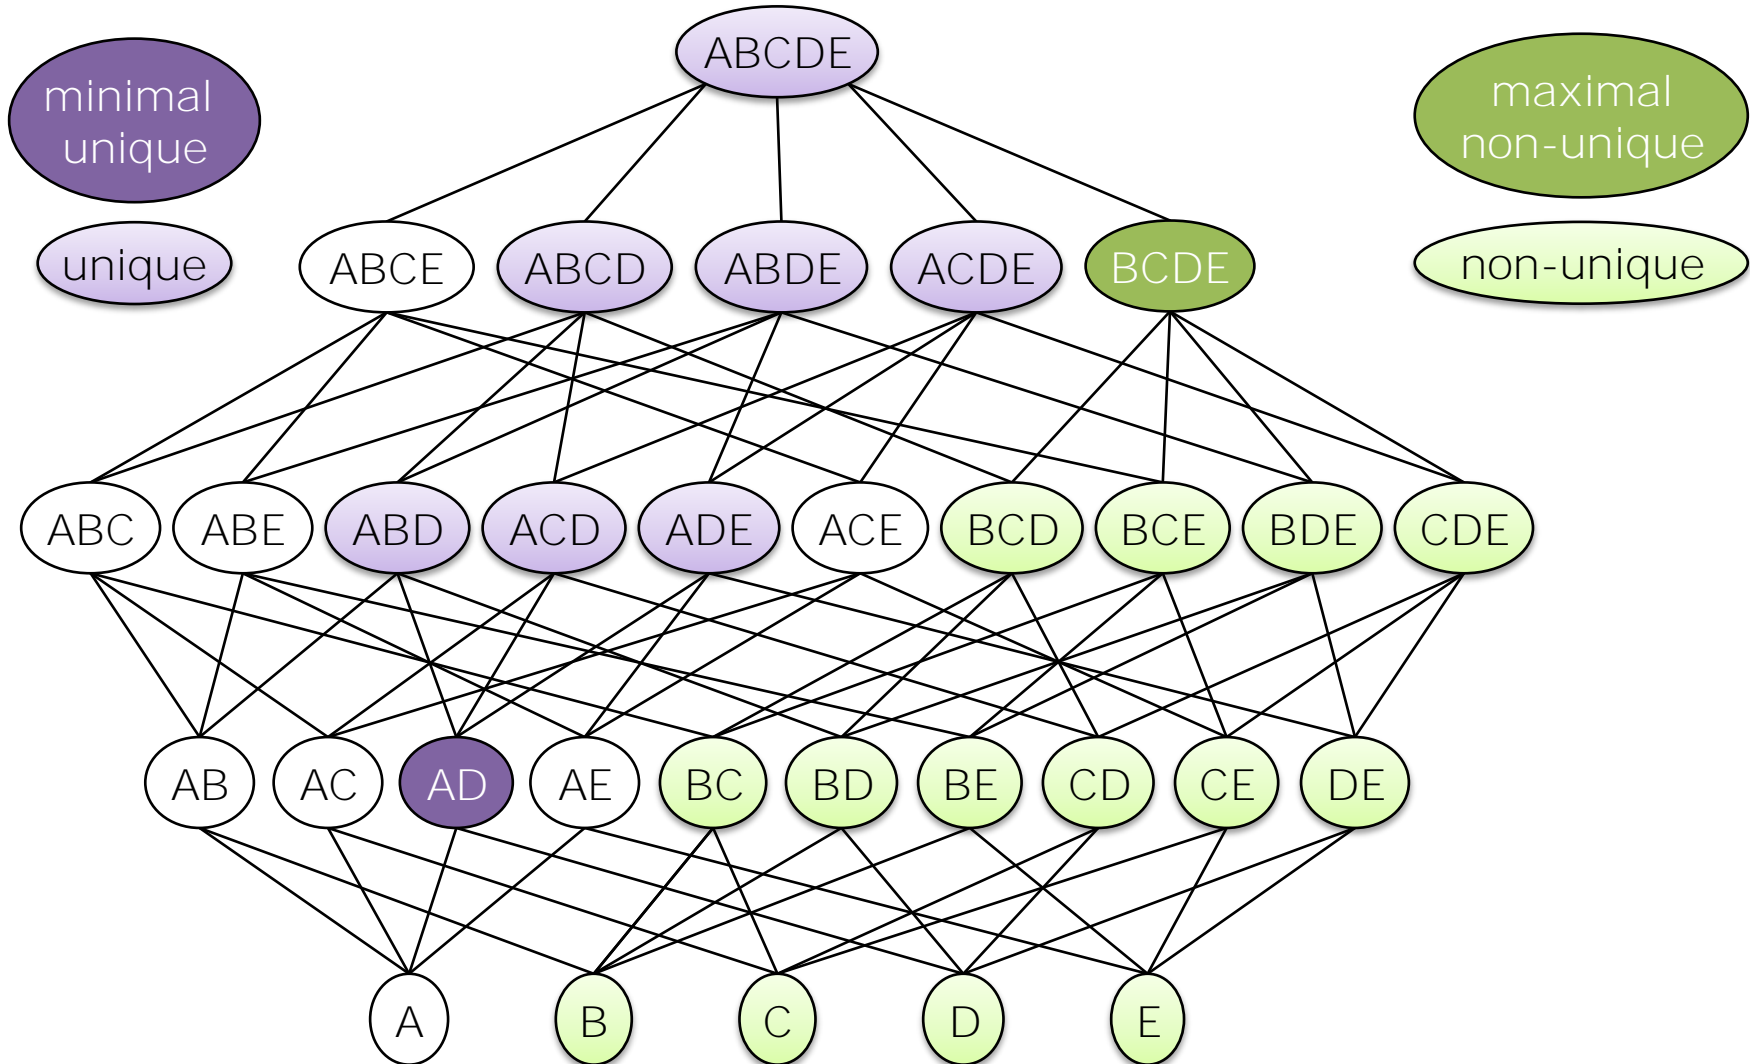 ABCDE
minimal
unique
maximal
non-unique
unique
ABCE
ABCD
ABDE
ACDE
BCDE
non-unique
ABC
ABE
ABD
ACD
ADE
ACE
BCD
BCE
BDE
CDE
AB
AC
AD
AE
BC
BD
BE
CD
CE
DE
A
B
C
D
E